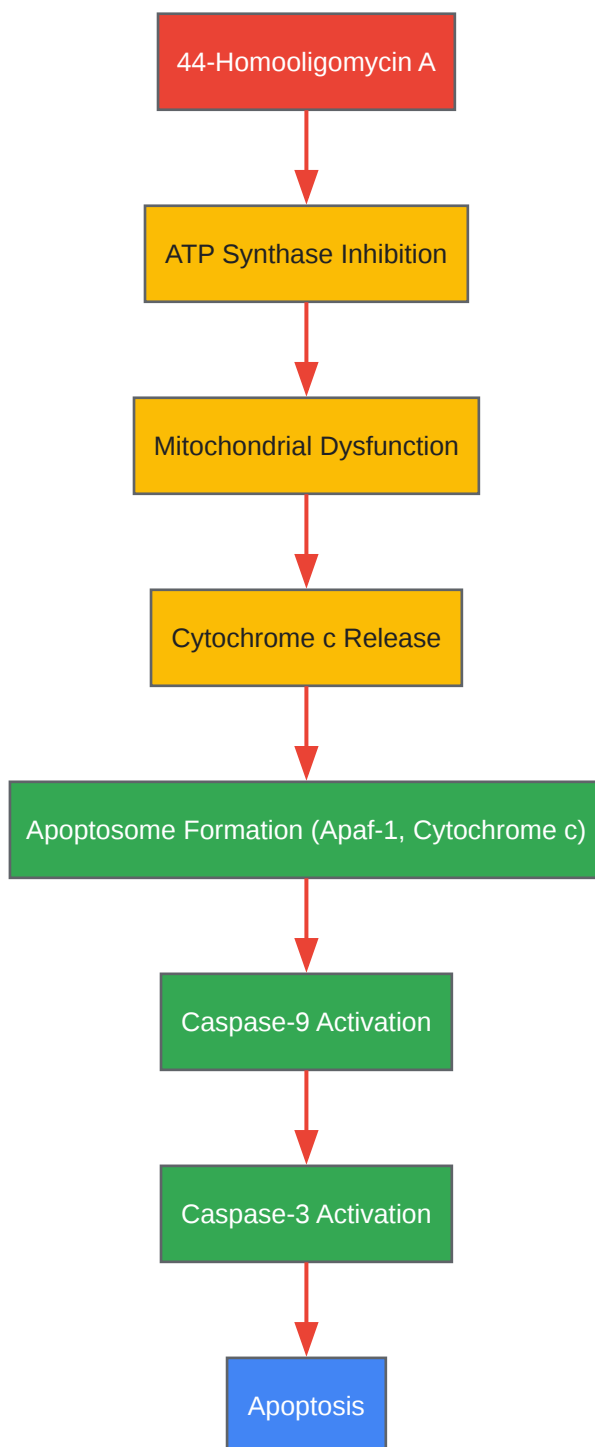 44-Homooligomycin A
ATP Synthase Inhibition
Mitochondrial Dysfunction
Cytochrome c Release
Apoptosome Formation (Apaf-1, Cytochrome c)
Caspase-9 Activation
Caspase-3 Activation
Apoptosis